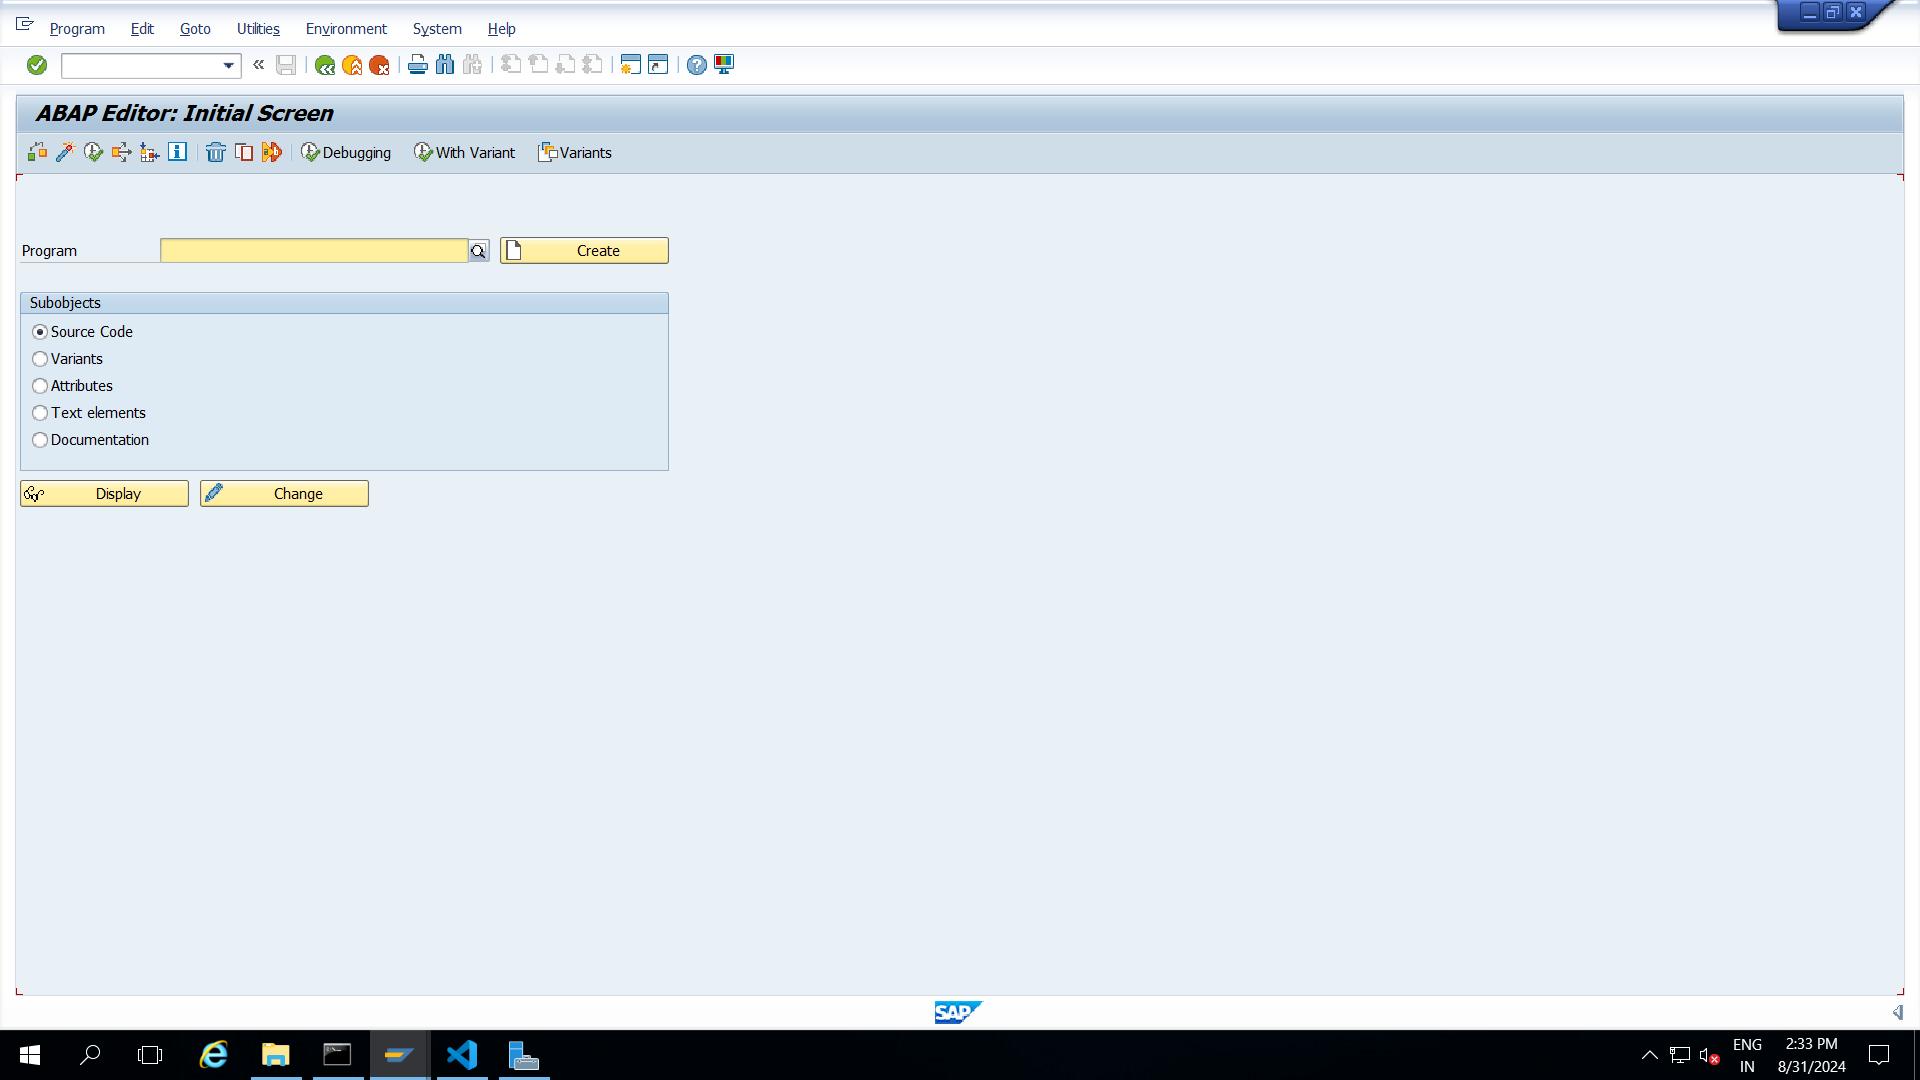 Program Edit Goto Utilities Environment System Help
ABAP Editor: Initial Screen
Debugging With Variant Variants
Program Create
Subobjects
Source Code
Variants
Attributes
Text elements
Documentation
Display Change
SAP
ENG 2:33 PM
IN 8/31/2024